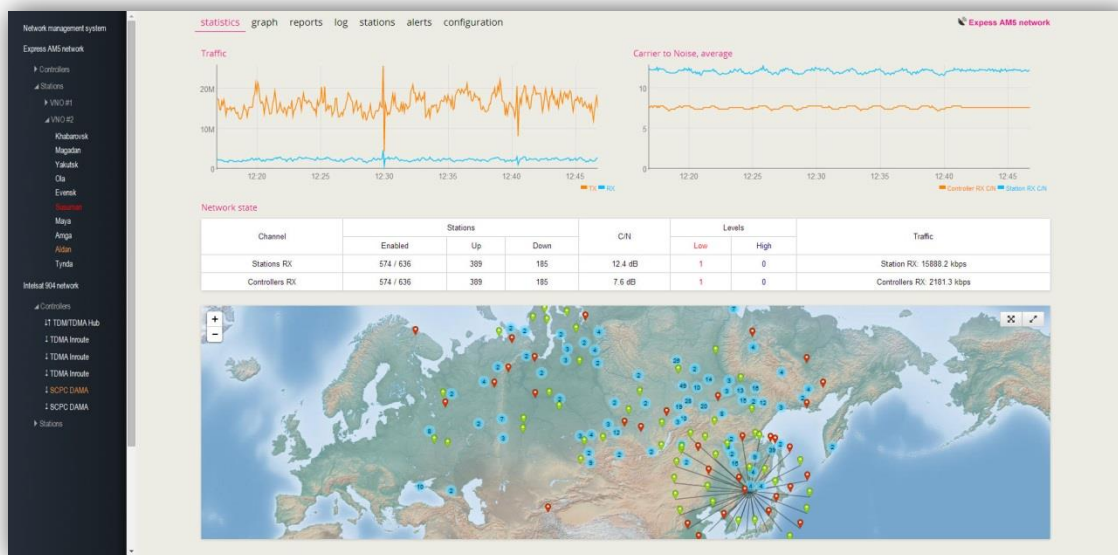 Network management system
Express AM5 network
Controllers
Stations
VNO #1
VNO #2
Khabarovsk
Magadan
Yakutsk
Ola
Evensk
Susuman
Maya
Amga
Aldan
Tynda
Intelsat 904 network
Controllers
TDM/TDMA Hub
TDMA Inroute
TDMA Inroute
TDMA Inroute
SCPC DAMA
SCPC DAMA
Stations
statistics graph reports log stations alerts configuration
Expess AM5 network
Traffic
20M
10M
0
12:20 12:25 12:30 12:35 12:40 12:45
TX RX
Carrier to Noise, average
10
5
0
12:20 12:25 12:30 12:35 12:40 12:45
Controller RX C/N Station RX C/N
Network state
Channel Stations C/N Levels Traffic
Enabled Up Down Low High
Stations RX 574 / 636 389 185 12.4 dB 1 0 Station RX: 15888.2 kbps
Controllers RX 574 / 636 389 185 7.6 dB 1 0 Controllers RX: 2181.3 kbps
+
−